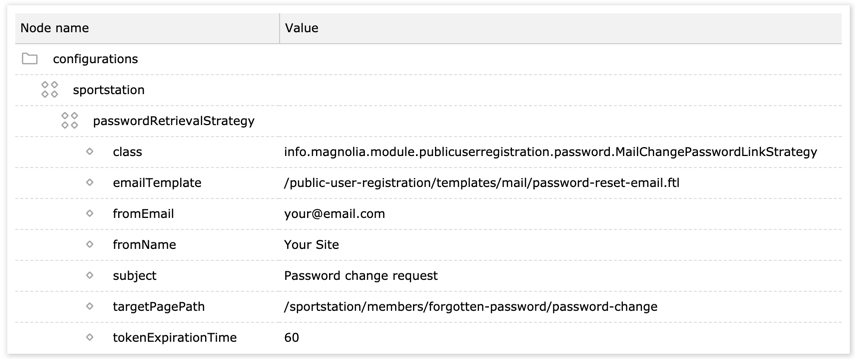 Node name Value
configurations
sportstation
passwordRetrievalStrategy
class info.magnolia.module.publicuserregistration.password.MailChangePasswordLinkStrategy
emailTemplate /public-user-registration/templates/mail/password-reset-email.ftl
fromEmail your@email.com
fromName Your Site
subject Password change request
targetPagePath /sportstation/members/forgotten-password/password-change
tokenExpirationTime 60